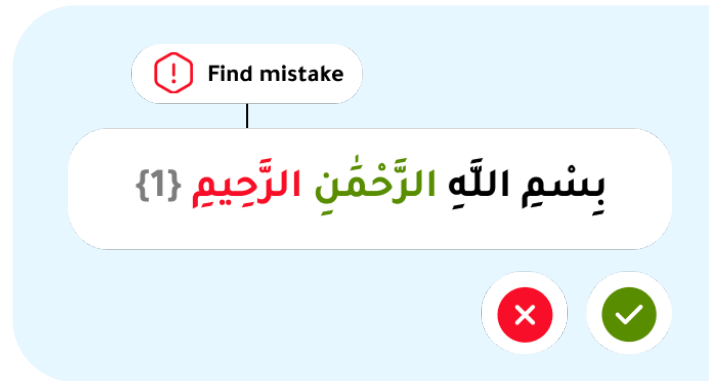 Find mistake
بِسْمِ اللَّهِ الرَّحْمَٰنِ الرَّحِيمِ {1}